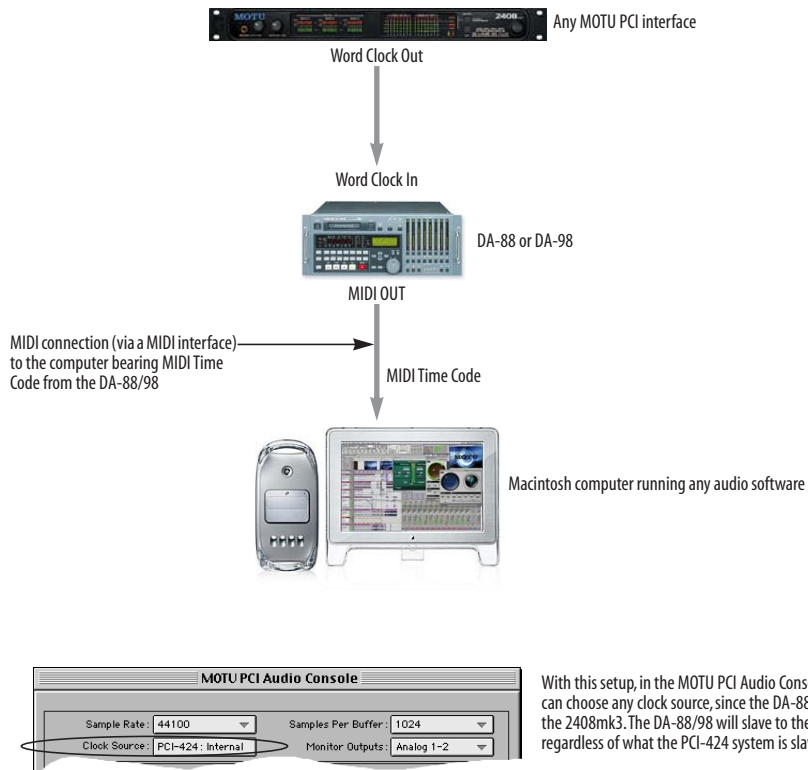 MOTU
2408
Any MOTU PCI interface
Word Clock Out
Word Clock In
DA-88 or DA-98
MIDI OUT
MIDI connection (via a MIDI interface)
to the computer bearing MIDI Time
Code from the DA-88/98
MIDI Time Code
MOTU
Macintosh computer running any audio software
MOTU PCI Audio Console
Sample Rate: 44100
Samples Per Buffer: 1024
Clock Source: PCI-424: Internal
Monitor Outputs: Analog 1-2
With this setup, in the MOTU PCI Audio Cons
can choose any clock source, since the DA-88
the 2408mk3. The DA-88/98 will slave to the
regardless of what the PCI-424 system is sla